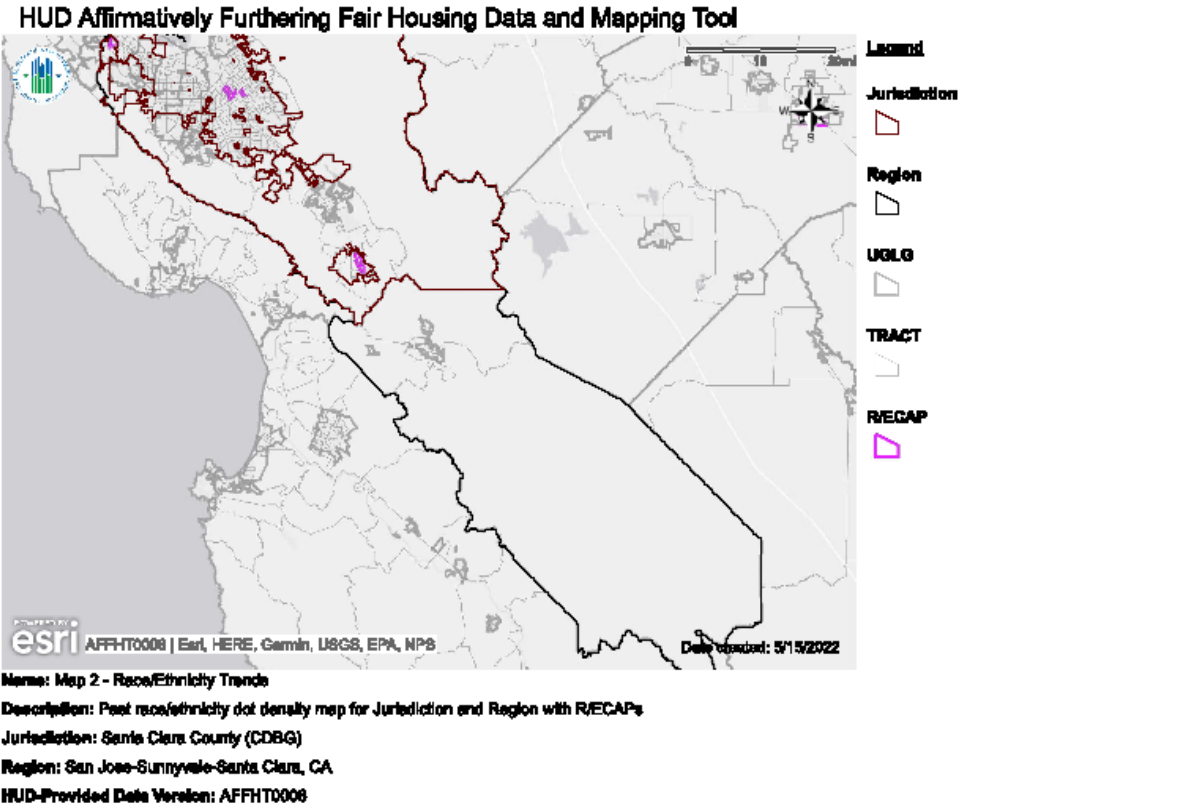 HUD Affirmatively Furthering Fair Housing Data and Mapping Tool
Legend
Jurisdiction
Region
UGLG
TRACT
R/ECAP
N
W
S
POWERED BY
esri
AFFHT0006 | Esri, HERE, Garmin, USGS, EPA, NPS
Date created: 5/15/2022
Name: Map 2 - Race/Ethnicity Trends
Description: Past race/ethnicity dot density map for Jurisdiction and Region with R/ECAPs
Jurisdiction: Santa Clara County (CDBG)
Region: San Jose-Sunnyvale-Santa Clara, CA
HUD-Provided Data Version: AFFHT0006